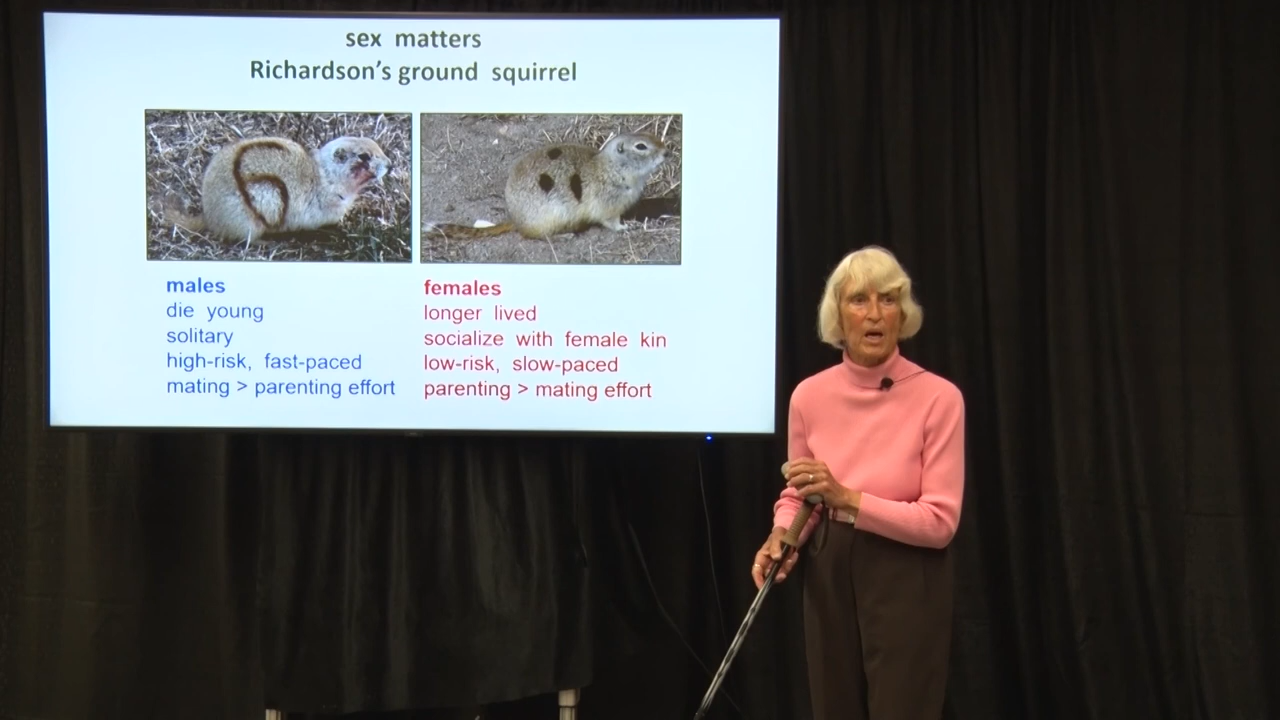 sex matters
Richardson's ground squirrel
males
die young
solitary
high-risk, fast-paced
mating > parenting effort
females
longer lived
socialize with female kin
low-risk, slow-paced
parenting > mating effort